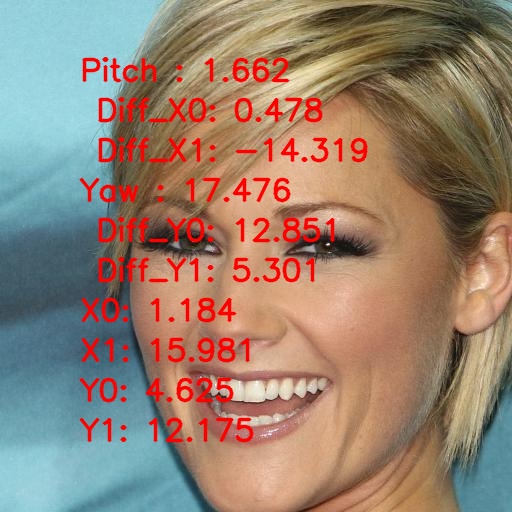 Pitch : 1.662
Diff_X0: 0.478
Diff_X1: -14.319
Yaw : 17.476
Diff_Y0: 12.851
Diff_Y1: 5.301
X0: 1.184
X1: 15.981
Y0: 4.625
Y1: 12.175